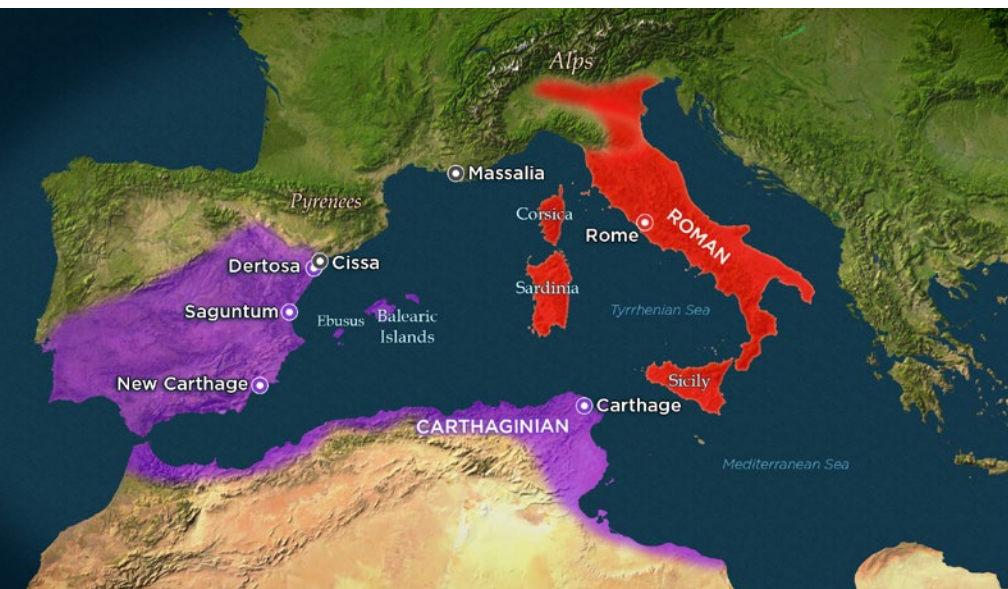 Alps
Massalia
Pyrenees
Corsica
ROMAN
Rome
Dertosa
Cissa
Sardinia
Saguntum
Ebusus
Balearic
Islands
Tyrrhenian Sea
New Carthage
Sicily
Carthage
CARTHAGINIAN
Mediterranean Sea